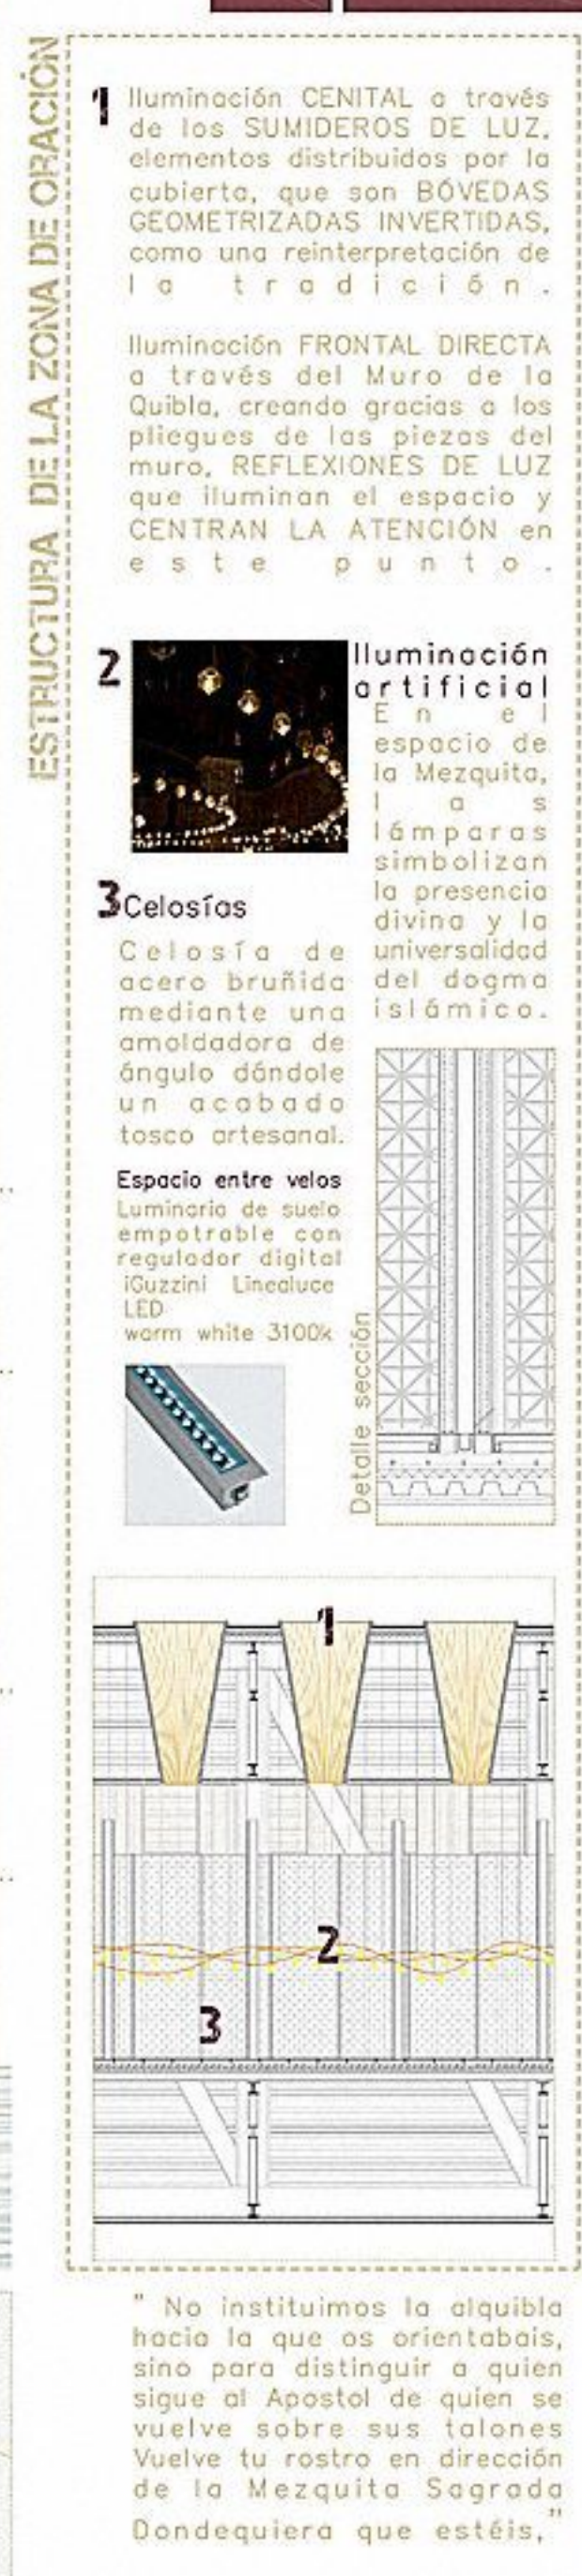 ESTRUCTURA DE LA ZONA DE ORACIÓN
1
Iluminación CENITAL a través
de los SUMIDEROS DE LUZ,
elementos distribuidos por la
cubierta, que son BÓVEDAS
GEOMETRIZADAS INVERTIDAS,
como una reinterpretación de
la tradición.
Iluminación FRONTAL DIRECTA
a través del Muro de la
Quibla, creando gracias a los
pliegues de las piezas del
muro, REFLEXIONES DE LUZ
que iluminan el espacio y
CENTRAN LA ATENCIÓN en
este punto.
2
Iluminación
artificial
En el
espacio de
la Mezquita,
las
lámparas
simbolizan
la presencia
divina y la
universalidad
del dogma
islámico.
3 Celosías
Celosía de
acero bruñida
mediante una
amoldadora de
ángulo dándole
un acabado
tosco artesanal.
Espacio entre velos
Luminaria de suelo
empotrable con
regulador digital
iGuzzini Linealuce
LED
warm white 3100k
Detalle sección
1
2
3
" No instituimos la alquibla
hacia la que os orientabais,
sino para distinguir a quien
sigue al Apostol de quien se
vuelve sobre sus talones
Vuelve tu rostro en dirección
de la Mezquita Sagrada
Dondequiera que estéis,"